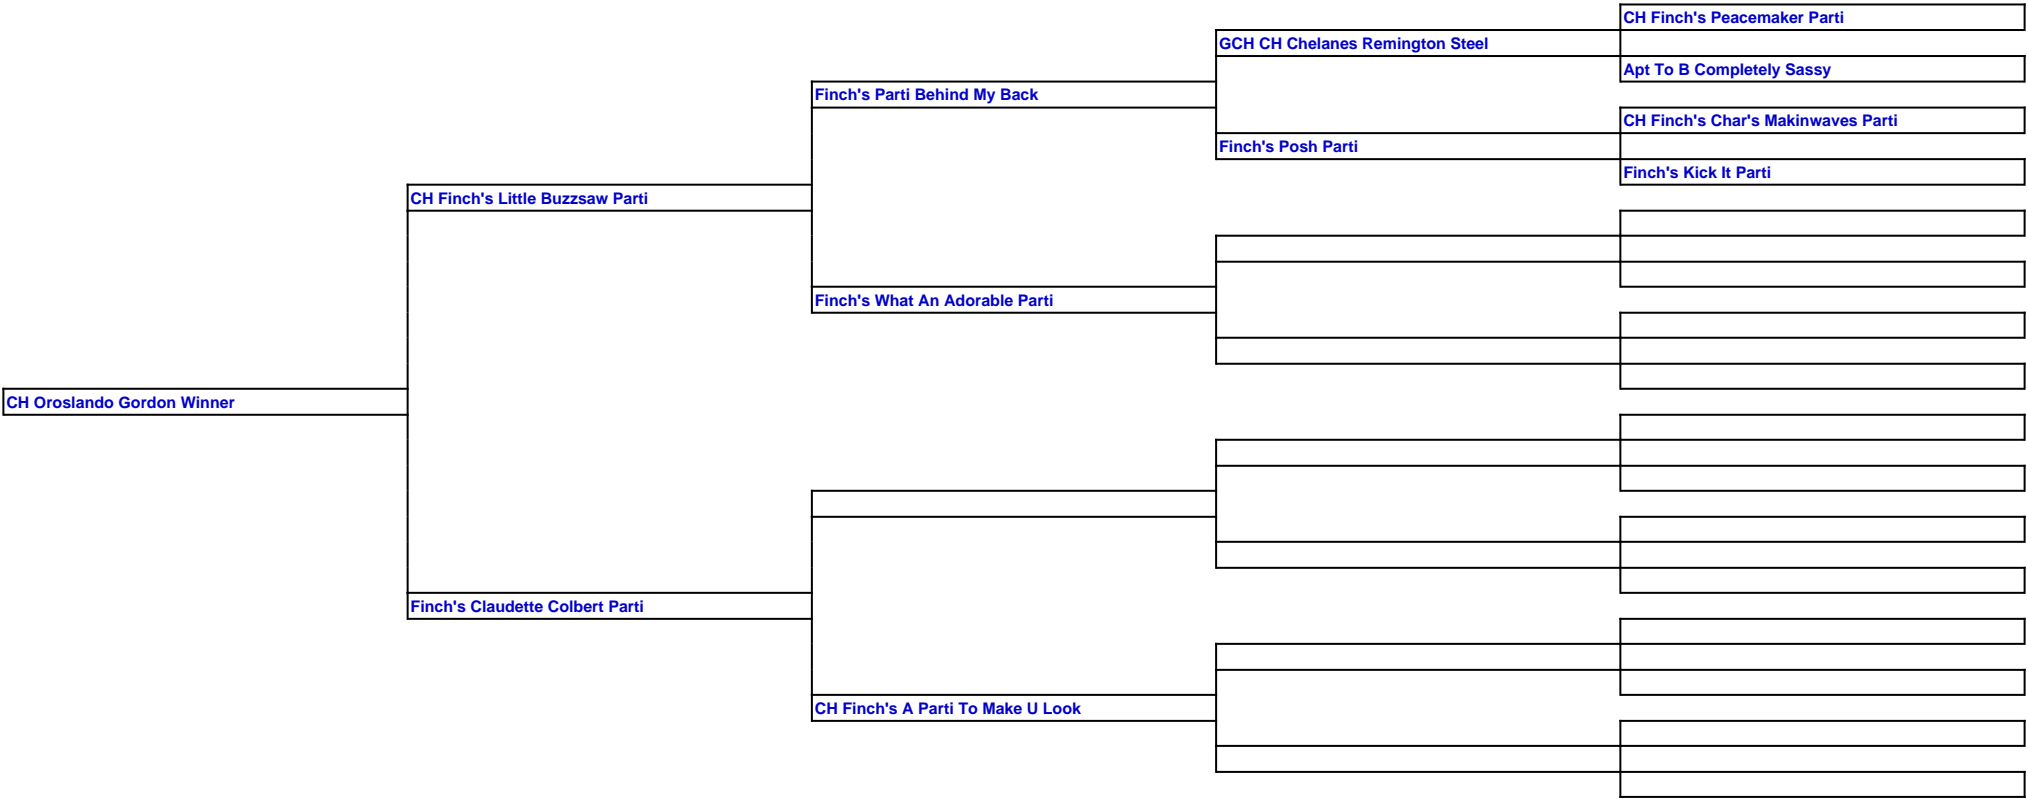 CH Finch's Peacemaker Parti
GCH CH Chelanes Remington Steel
Apt To B Completely Sassy
Finch's Parti Behind My Back
CH Finch's Char's Makinwaves Parti
Finch's Posh Parti
Finch's Kick It Parti
CH Finch's Little Buzzsaw Parti
Finch's What An Adorable Parti
CH Oroslando Gordon Winner
Finch's Claudette Colbert Parti
CH Finch's A Parti To Make U Look